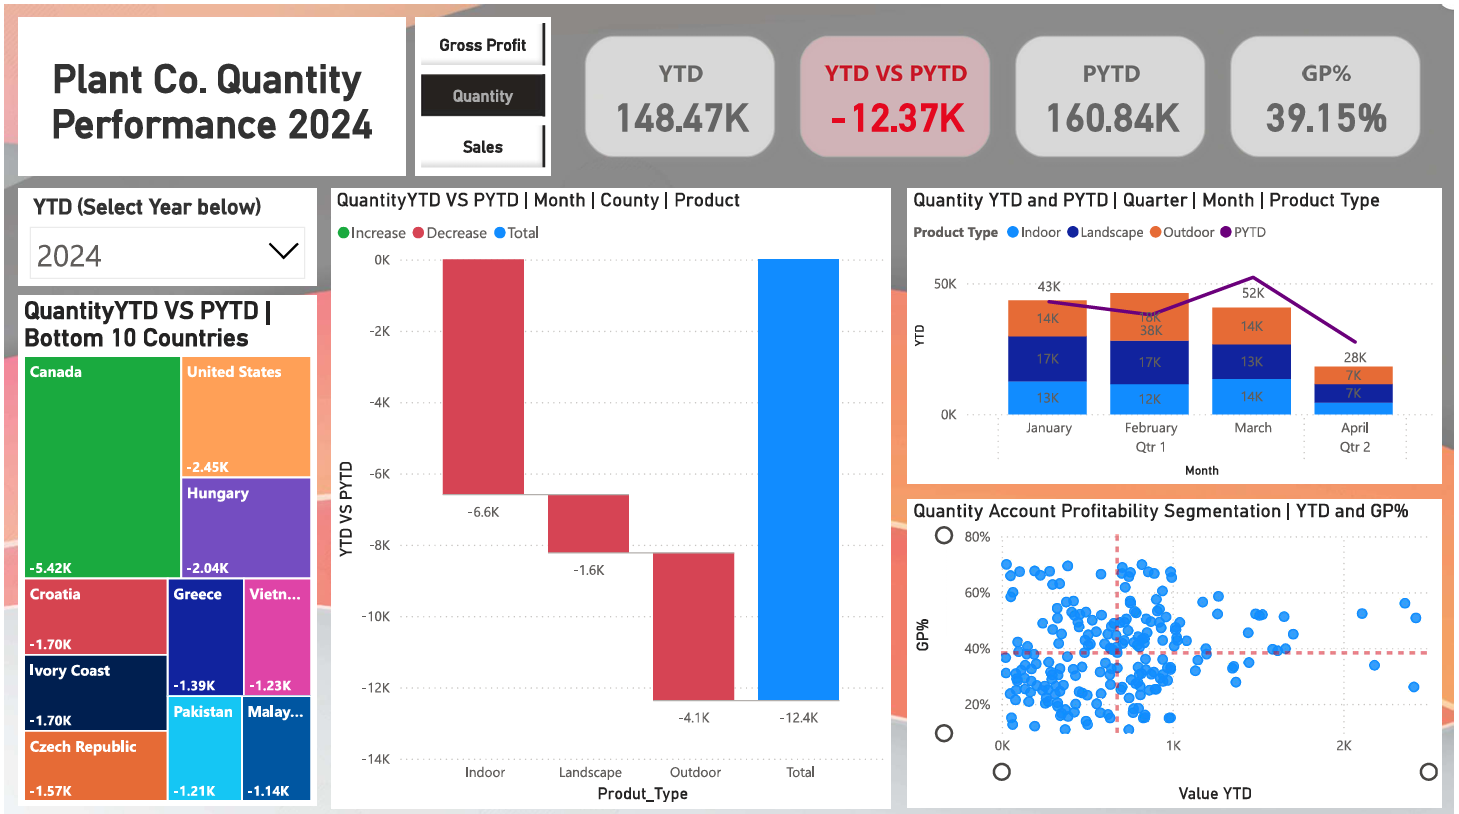 Plant Co. Quantity
Performance 2024
Gross Profit
Quantity
Sales
YTD
148.47K
YTD VS PYTD
-12.37K
PYTD
160.84K
GP%
39.15%
YTD (Select Year below)
2024
QuantityYTD VS PYTD |
Bottom 10 Countries
Canada
-5.42K
United States
-2.45K
Hungary
-2.04K
Croatia
-1.70K
Ivory Coast
-1.70K
Czech Republic
-1.57K
Greece
-1.39K
Vietn...
-1.23K
Pakistan
-1.21K
Malay...
-1.14K
QuantityYTD VS PYTD | Month | County | Product
Increase Decrease Total
YTD VS PYTD
0K
-2K
-4K
-6K
-8K
-10K
-12K
-14K
-6.6K
-1.6K
-4.1K
-12.4K
Indoor Landscape Outdoor Total
Produt_Type
Quantity YTD and PYTD | Quarter | Month | Product Type
Product Type Indoor Landscape Outdoor PYTD
YTD
50K
0K
43K
14K
17K
13K
18K
38K
17K
12K
52K
14K
13K
14K
28K
7K
7K
January February March April
Qtr 1 Qtr 2
Month
Quantity Account Profitability Segmentation | YTD and GP%
GP%
80%
60%
40%
20%
0K 1K 2K
Value YTD